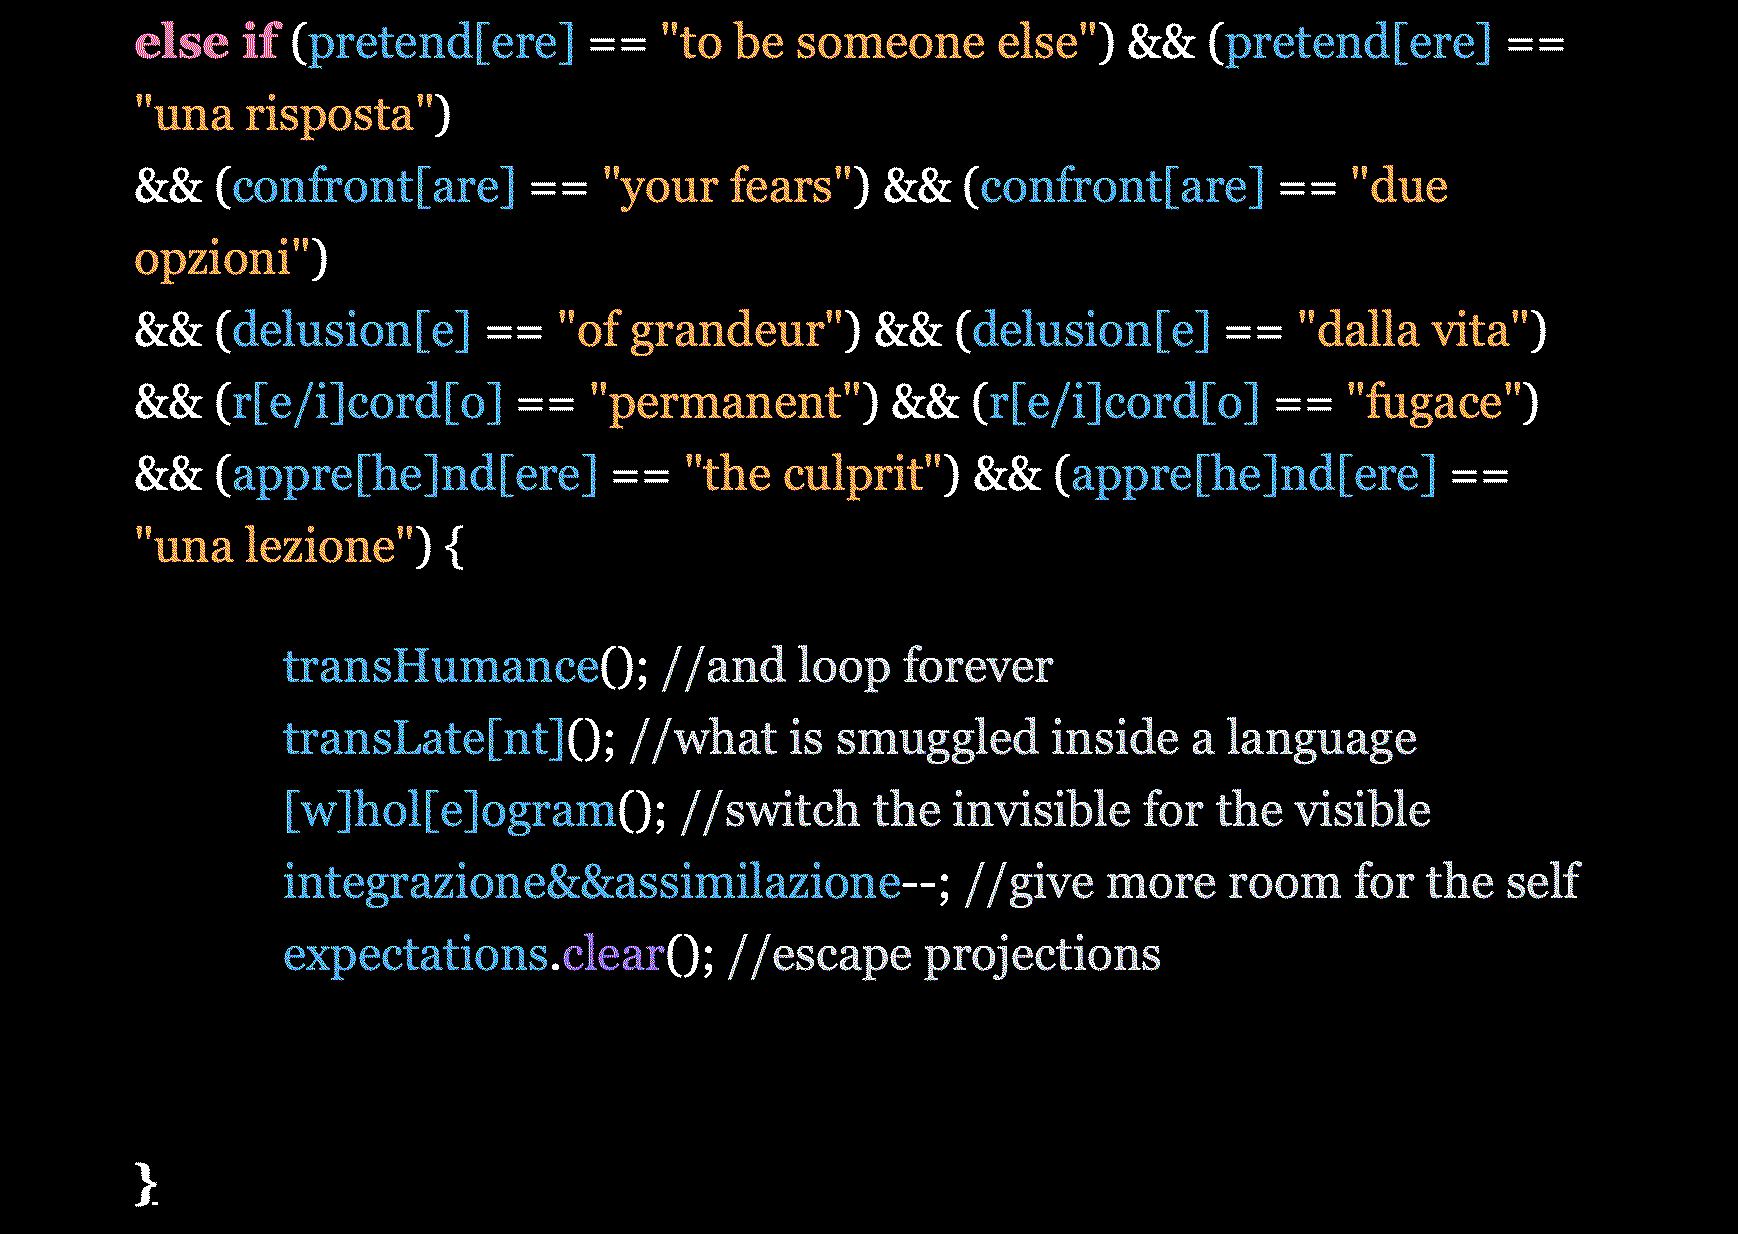 else if (pretend[ere] == "to be someone else") && (pretend[ere] ==
"una risposta")
&& (confront[are] == "your fears") && (confront[are] == "due
opzioni")
&& (delusion[e] == "of grandeur") && (delusion[e] == "dalla vita")
&& (r[e/i]cord[o] == "permanent") && (r[e/i]cord[o] == "fugace")
&& (appre[he]nd[ere] == "the culprit") && (appre[he]nd[ere] ==
"una lezione") {
transHumance(); //and loop forever
transLate[nt](); //what is smuggled inside a language
[w]hol[e]ogram(); //switch the invisible for the visible
integrazione&&assimilazione--; //give more room for the self
expectations.clear(); //escape projections
}